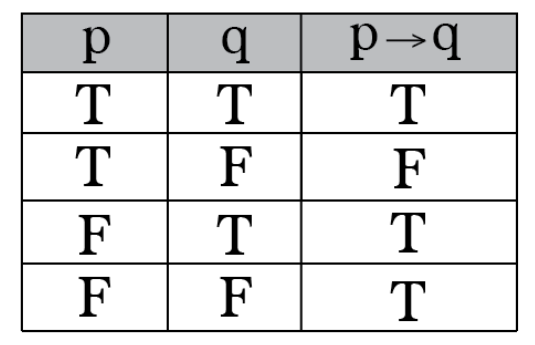 p q p→q
T T T
T F F
F T T
F F T